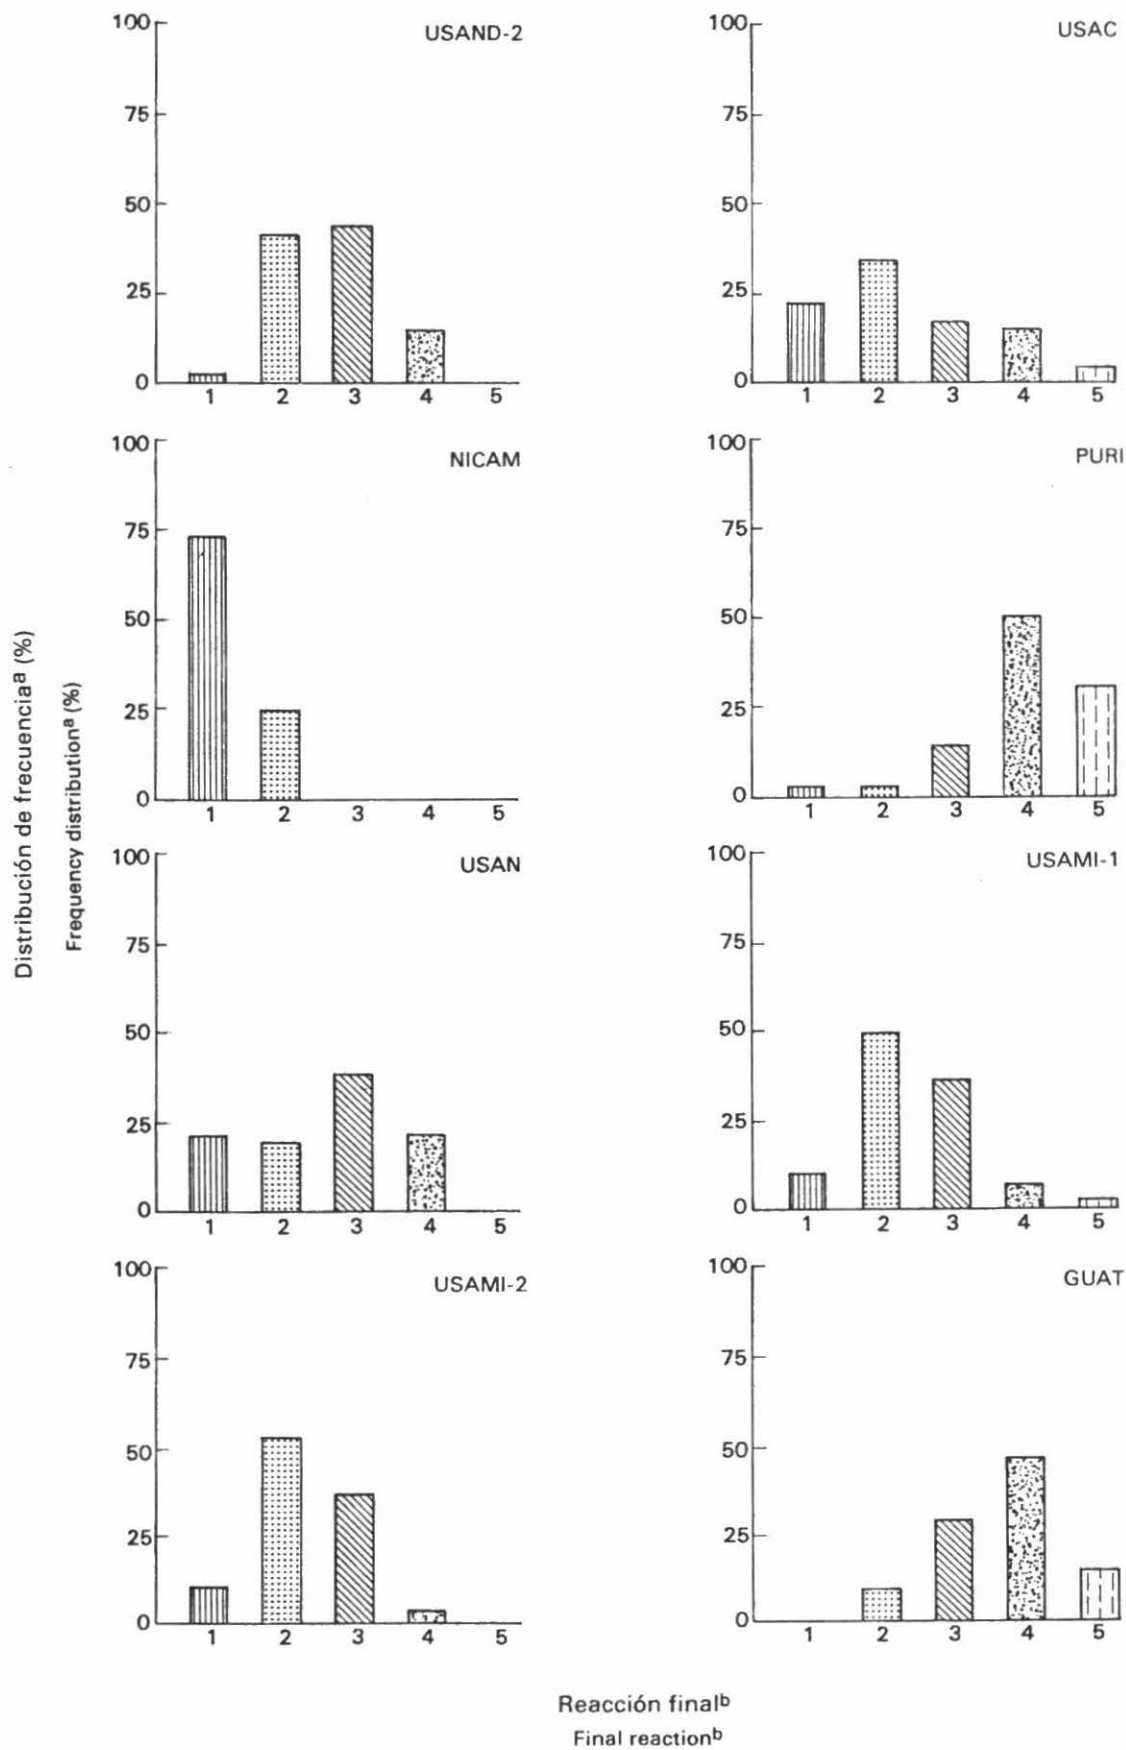 USAND-2
100
75
50
25
0
1 2 3 4 5
USAC
100
75
50
25
0
1 2 3 4 5
NICAM
100
75
50
25
0
1 2 3 4 5
PURI
100
75
50
25
0
1 2 3 4 5
Distribución de frecuenciaª (%)
Frequency distributionª (%)
USAN
100
75
50
25
0
1 2 3 4 5
USAMI-1
100
75
50
25
0
1 2 3 4 5
USAMI-2
100
75
50
25
0
1 2 3 4 5
GUAT
100
75
50
25
0
1 2 3 4 5
Reacción finalᵇ
Final reactionᵇ